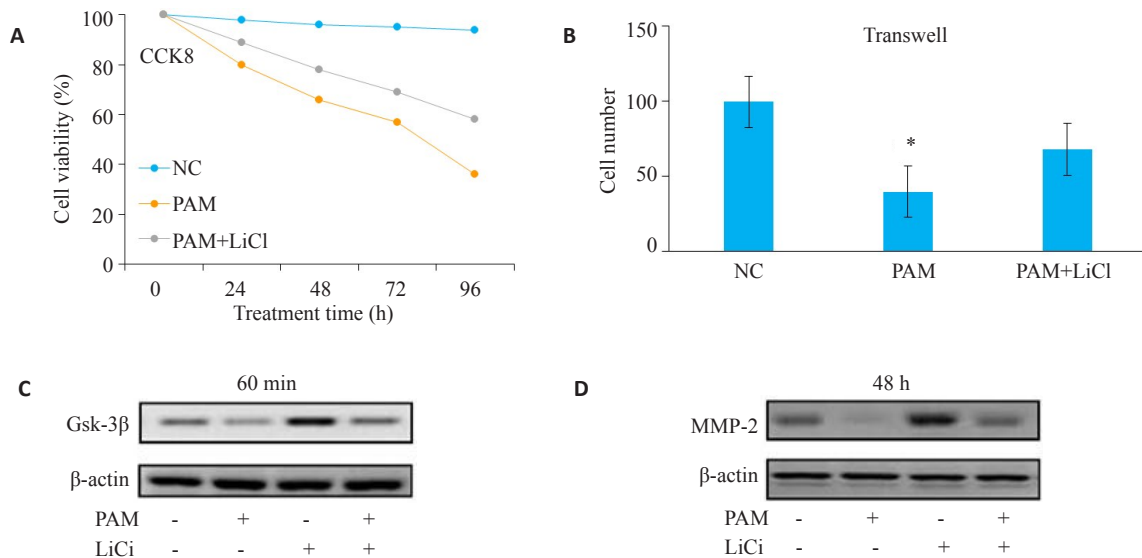 A
100
80
60
40
20
0
Cell viability (%)
CCK8
NC
PAM
PAM+LiCl
0 24 48 72 96
Treatment time (h)
B
Transwell
150
100
50
0
Cell number
*
NC PAM PAM+LiCl
C
60 min
Gsk-3β
β-actin
PAM - + - +
LiCi - - + +
D
48 h
MMP-2
β-actin
PAM - + - +
LiCi - - + +